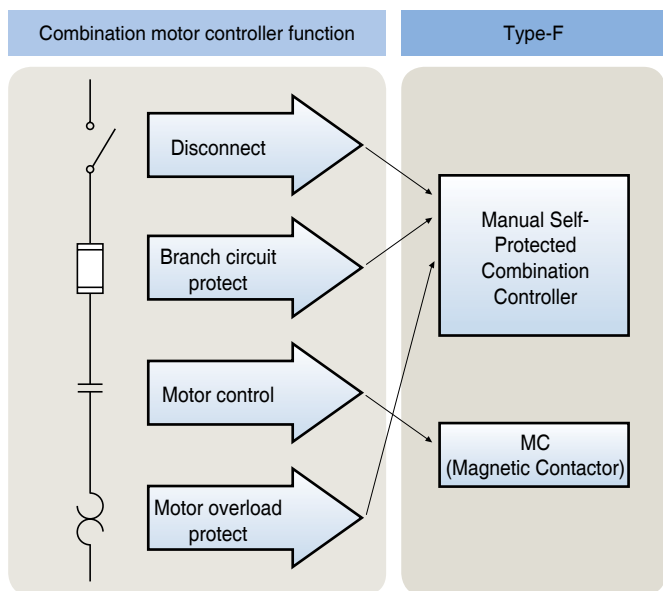 Combination motor controller function
Type-F
Disconnect
Branch circuit
protect
Motor control
Motor overload
protect
Manual Self-
Protected
Combination
Controller
MC
(Magnetic Contactor)